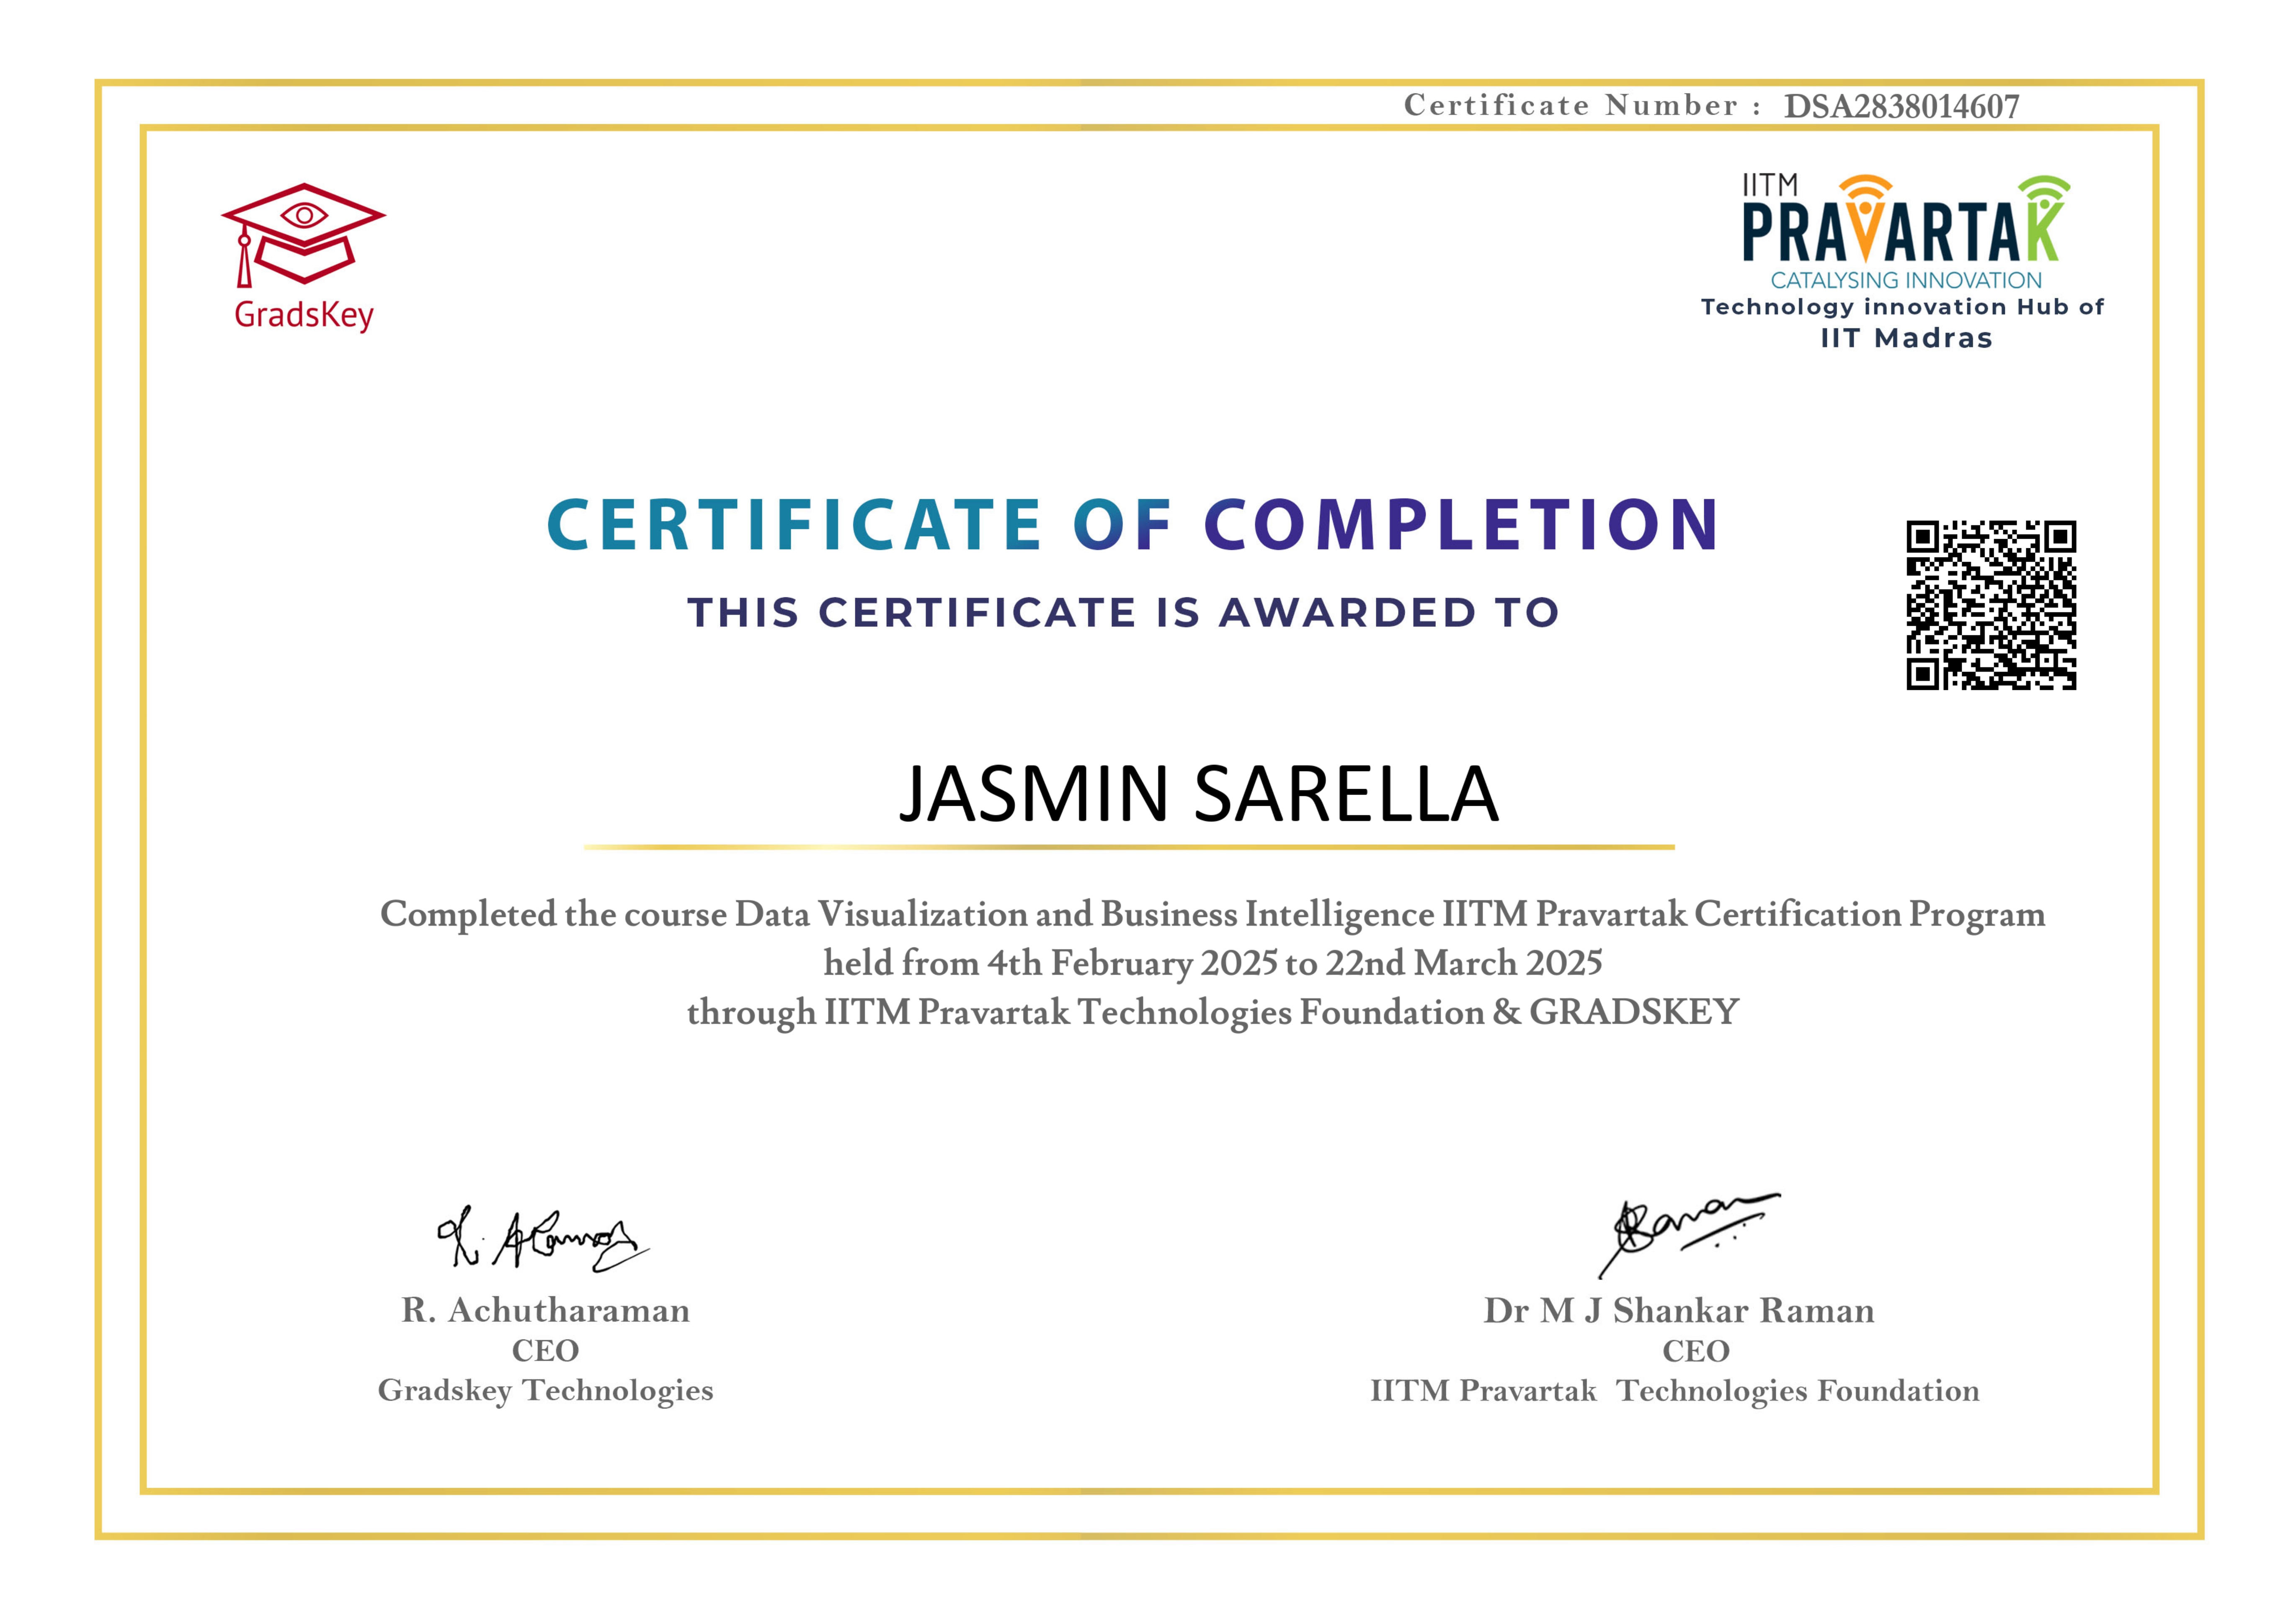 Certificate Number : DSA2838014607
GradsKey
IITM
PRAVARTAK
CATALYSING INNOVATION
Technology innovation Hub of
IIT Madras
CERTIFICATE OF COMPLETION
THIS CERTIFICATE IS AWARDED TO
JASMIN SARELLA
Completed the course Data Visualization and Business Intelligence IITM Pravartak Certification Program
held from 4th February 2025 to 22nd March 2025
through IITM Pravartak Technologies Foundation & GRADSKEY
R. Achutharaman
CEO
Gradskey Technologies
Dr M J Shankar Raman
CEO
IITM Pravartak Technologies Foundation